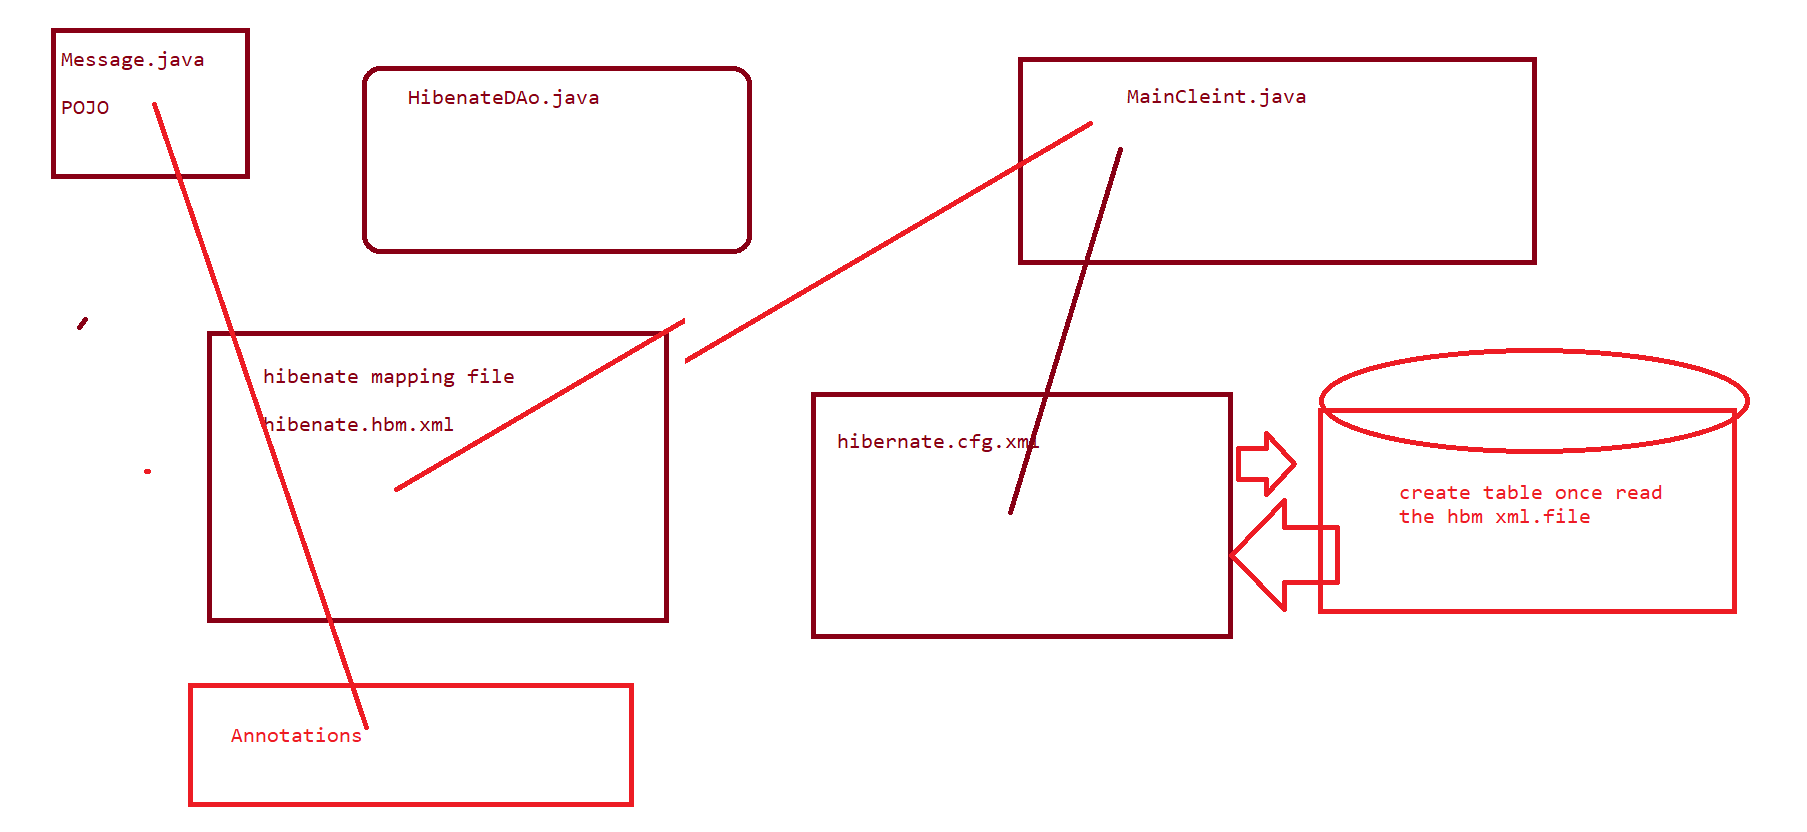 Message.java
POJO
HibenateDAo.java
MainCleint.java
hibenate mapping file
hibenate.hbm.xml
hibernate.cfg.xml
create table once read
the hbm xml.file
Annotations